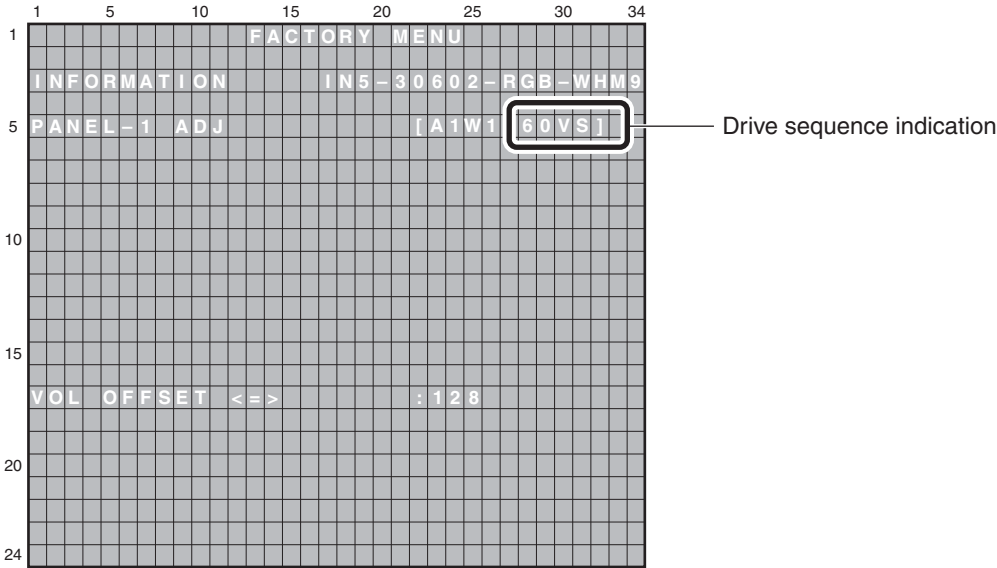 1 5 10 15 20 25 30 34
1 FACTORY MENU
INFORMATION IN5-30602-RGB-WHM9
5 PANEL-1 ADJ [A1W1 60VS] Drive sequence indication
10
15
VOL OFFSET <=> :128
20
24